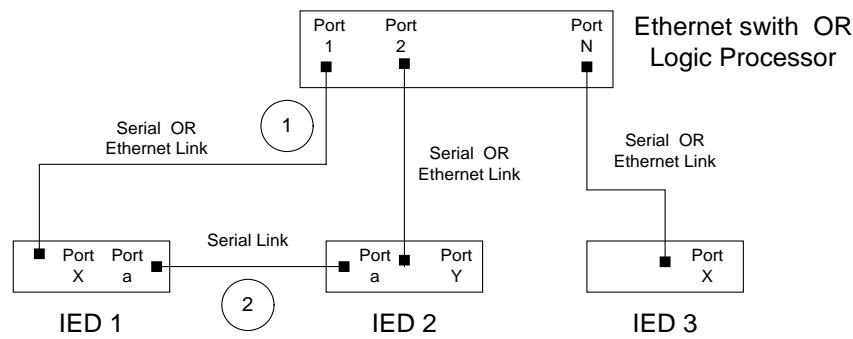 Port
1
Port
2
Port
N
Ethernet swith OR
Logic Processor
Serial OR
Ethernet Link
1
Serial OR
Ethernet Link
Serial OR
Ethernet Link
Port
X
Port
a
Serial Link
2
Port
a
Port
Y
Port
X
IED 1
IED 2
IED 3